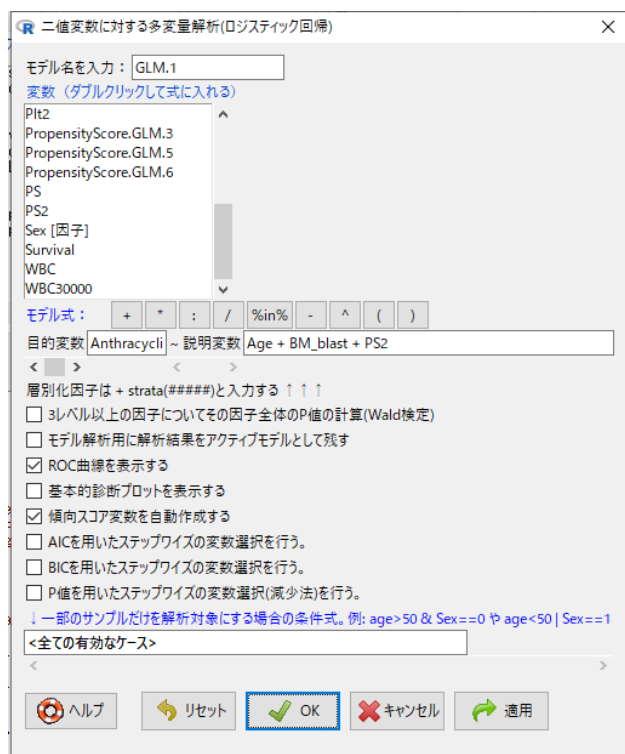 二値変数に対する多変量解析(ロジスティック回帰)
モデル名を入力： GLM.1
変数（ダブルクリックして式に入れる）
Plt2
PropensityScore.GLM.3
PropensityScore.GLM.5
PropensityScore.GLM.6
PS
PS2
Sex [因子]
Survival
WBC
WBC30000
モデル式： + * : / %in% - ^ ( )
目的変数 Anthracycli ~ 説明変数 Age + BM_blast + PS2
層別化因子は + strata(#####)と入力する ↑ ↑ ↑
3レベル以上の因子についてその因子全体のP値の計算(Wald検定)
モデル解析用に解析結果をアクティブモデルとして残す
ROC曲線を表示する
基本的診断プロットを表示する
傾向スコア変数を自動作成する
AICを用いたステップワイズの変数選択を行う。
BICを用いたステップワイズの変数選択を行う。
P値を用いたステップワイズの変数選択(減少法)を行う。
↓一部のサンプルだけを解析対象にする場合の条件式。例: age>50 & Sex==0 や age<50 | Sex==1
<全ての有効なケース>
ヘルプ リセット OK キャンセル 適用